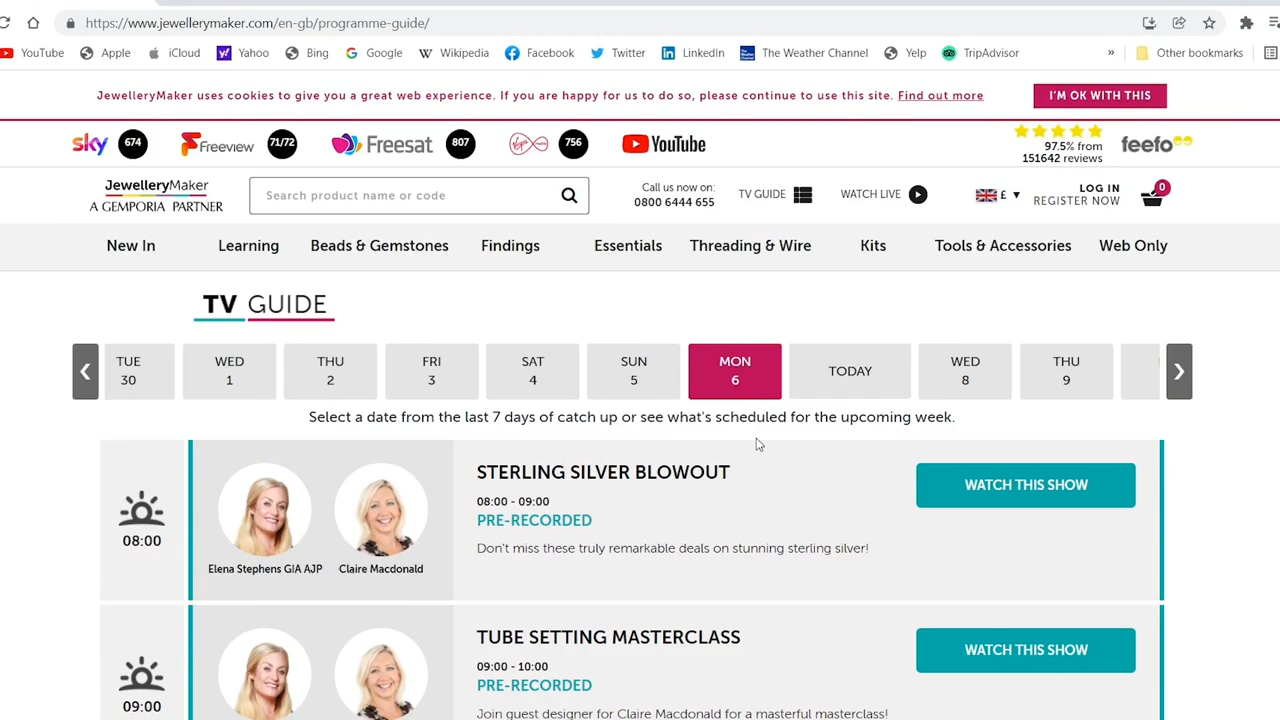 https://www.jewellerymaker.com/en-gb/programme-guide/
YouTube Apple iCloud Yahoo Bing Google Wikipedia Facebook Twitter LinkedIn The Weather Channel Yelp TripAdvisor » Other bookmarks
JewelleryMaker uses cookies to give you a great web experience. If you are happy for us to do so, please continue to use this site. Find out more I'M OK WITH THIS
sky 674 Freeview 71/72 Freesat 807 Virgin media 756 YouTube 97.5% from feefo
151642 reviews
JewelleryMaker
A GEMPORIA PARTNER
Search product name or code
Call us now on:
0800 6444 655
TV GUIDE WATCH LIVE £ ▼
LOG IN
REGISTER NOW
0
New In Learning Beads & Gemstones Findings Essentials Threading & Wire Kits Tools & Accessories Web Only
TV GUIDE
❮ TUE WED THU FRI SAT SUN MON TODAY WED THU ❯
30 1 2 3 4 5 6 8 9
Select a date from the last 7 days of catch up or see what's scheduled for the upcoming week.
08:00
Elena Stephens GIA AJP Claire Macdonald
STERLING SILVER BLOWOUT
08:00 - 09:00
PRE-RECORDED
Don't miss these truly remarkable deals on stunning sterling silver!
WATCH THIS SHOW
09:00
TUBE SETTING MASTERCLASS
09:00 - 10:00
PRE-RECORDED
Join guest designer for Claire Macdonald for a masterful masterclass!
WATCH THIS SHOW